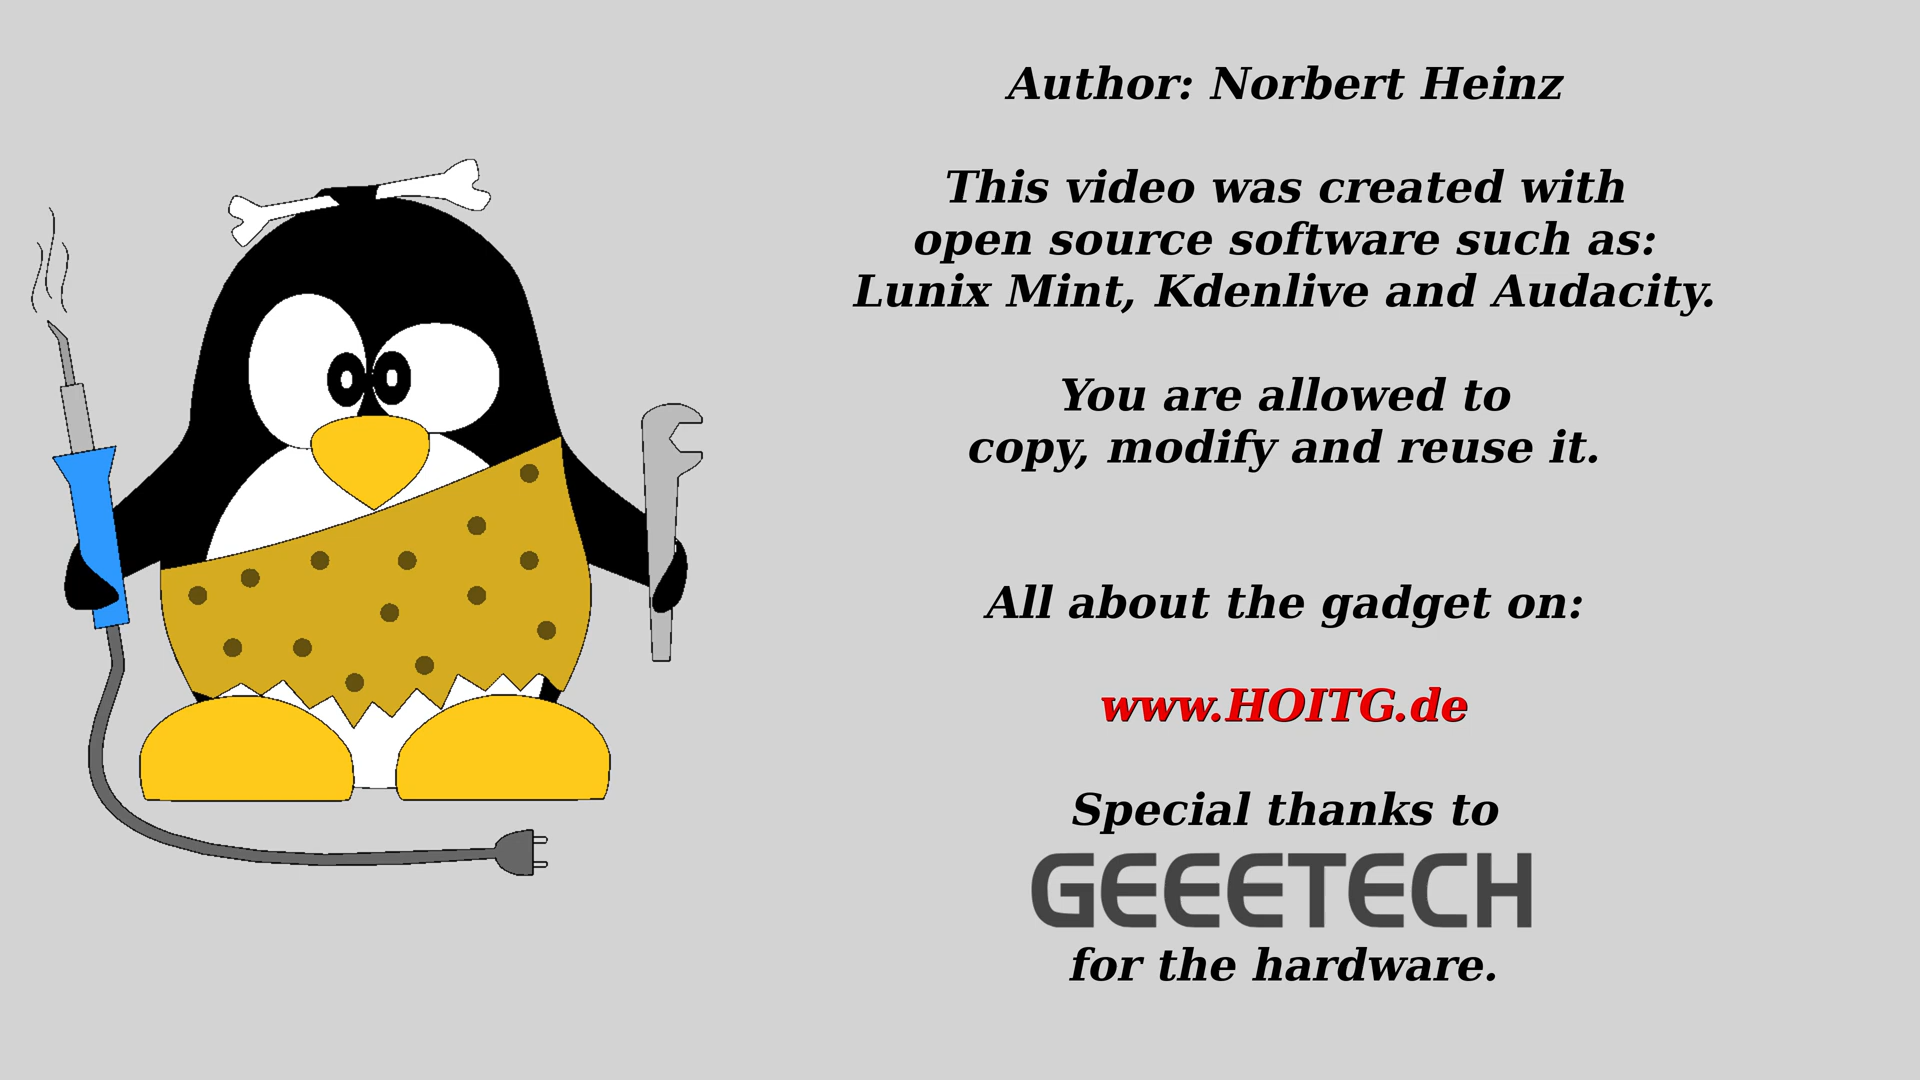 Author: Norbert Heinz
This video was created with
open source software such as:
Lunix Mint, Kdenlive and Audacity.
You are allowed to
copy, modify and reuse it.
All about the gadget on:
www.HOITG.de
Special thanks to
GEEETECH
for the hardware.